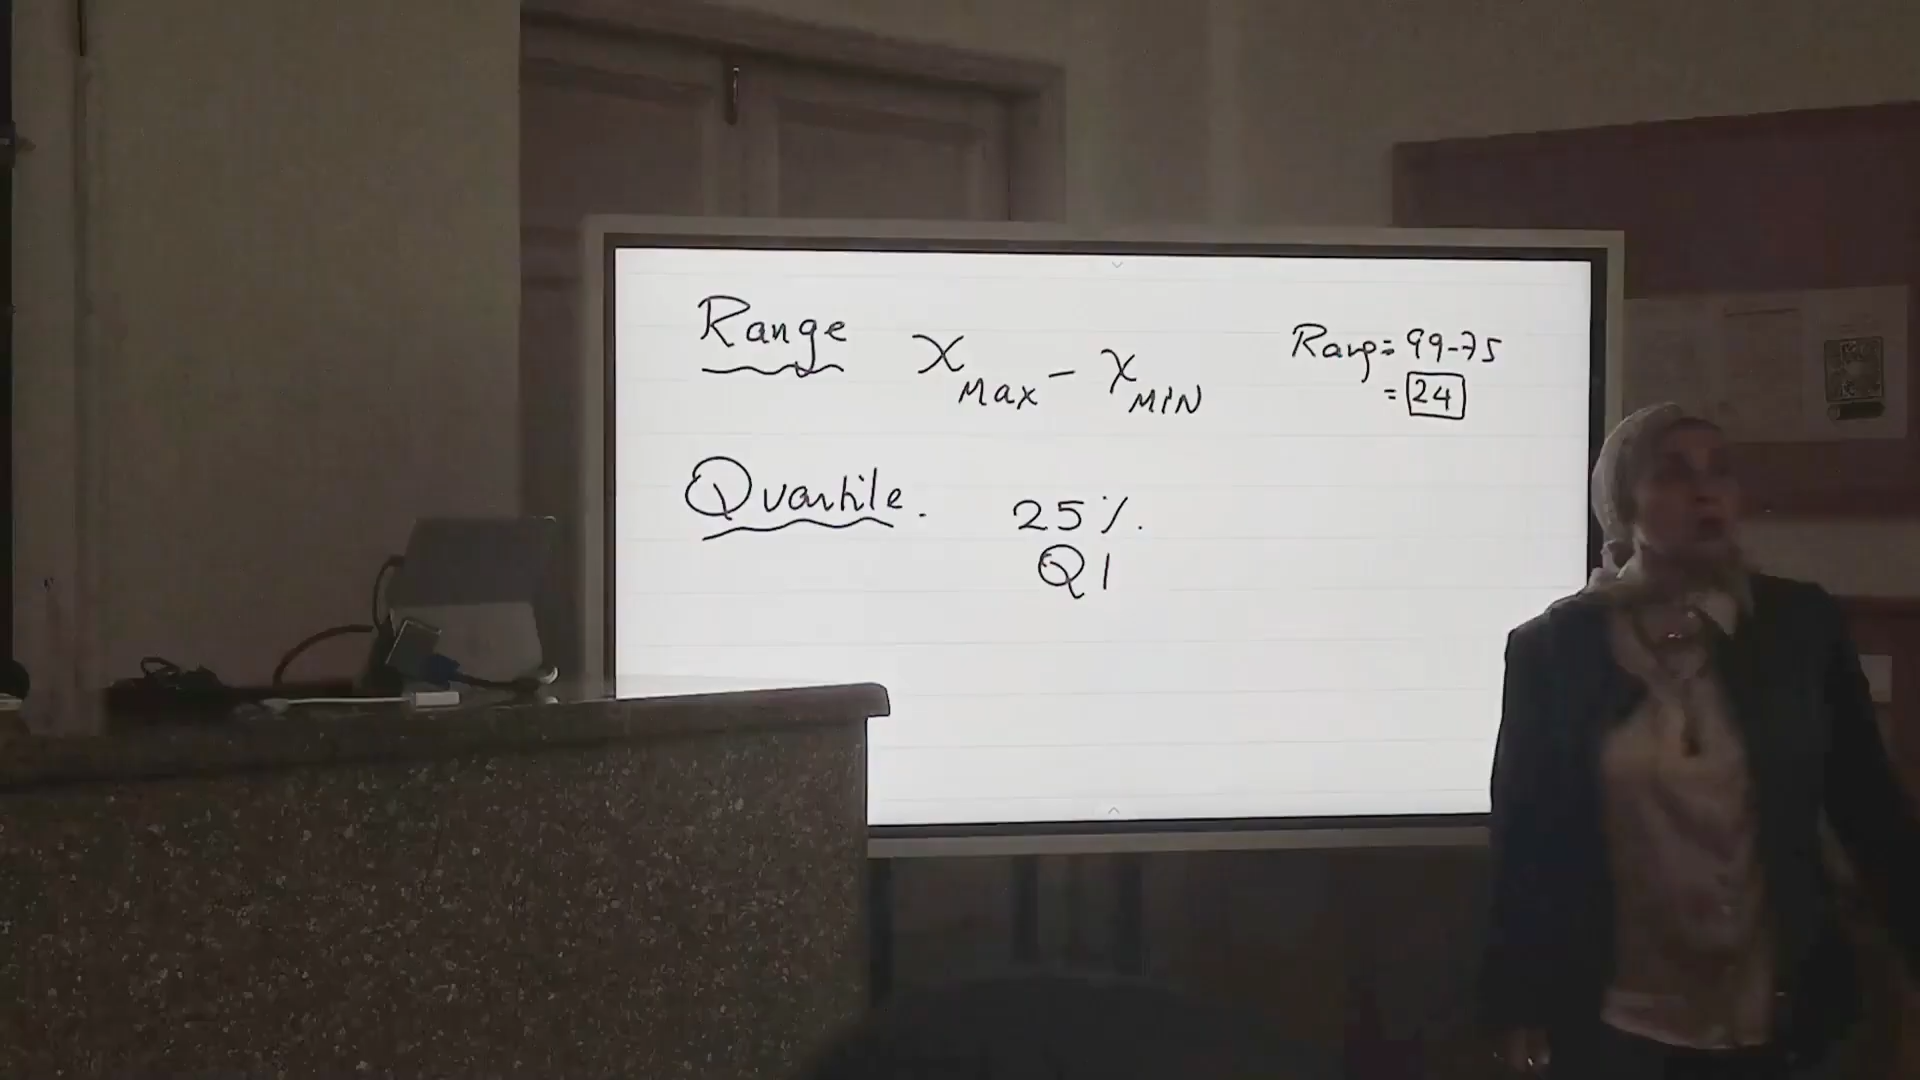 Range x MAX - x MIN
Rang = 99-75
= 24
Quartile.
25%.
Q1